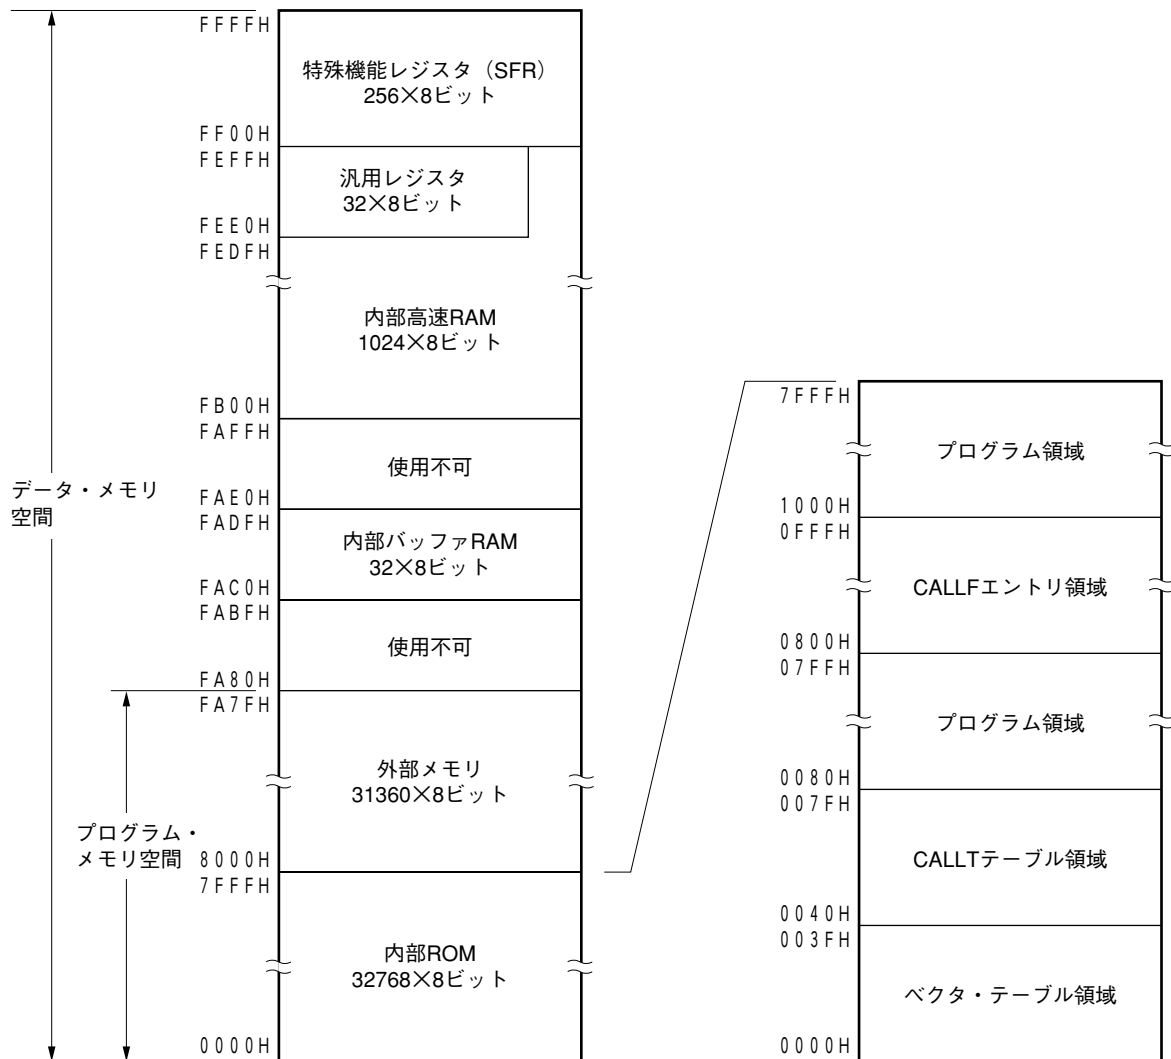 FFFFH
特殊機能レジスタ（SFR）
256×8ビット
FF00H
FEFFH
汎用レジスタ
32×8ビット
FEE0H
FEDFH
内部高速RAM
1024×8ビット
FB00H
FAFFH
使用不可
FAE0H
FADFH
内部バッファRAM
32×8ビット
FAC0H
FABFH
使用不可
FA80H
FA7FH
外部メモリ
31360×8ビット
8000H
7FFFH
内部ROM
32768×8ビット
0000H
データ・メモリ
空間
プログラム・
メモリ空間
7FFFH
プログラム領域
1000H
0FFFH
CALLFエントリ領域
0800H
07FFH
プログラム領域
0080H
007FH
CALLTテーブル領域
0040H
003FH
ベクタ・テーブル領域
0000H